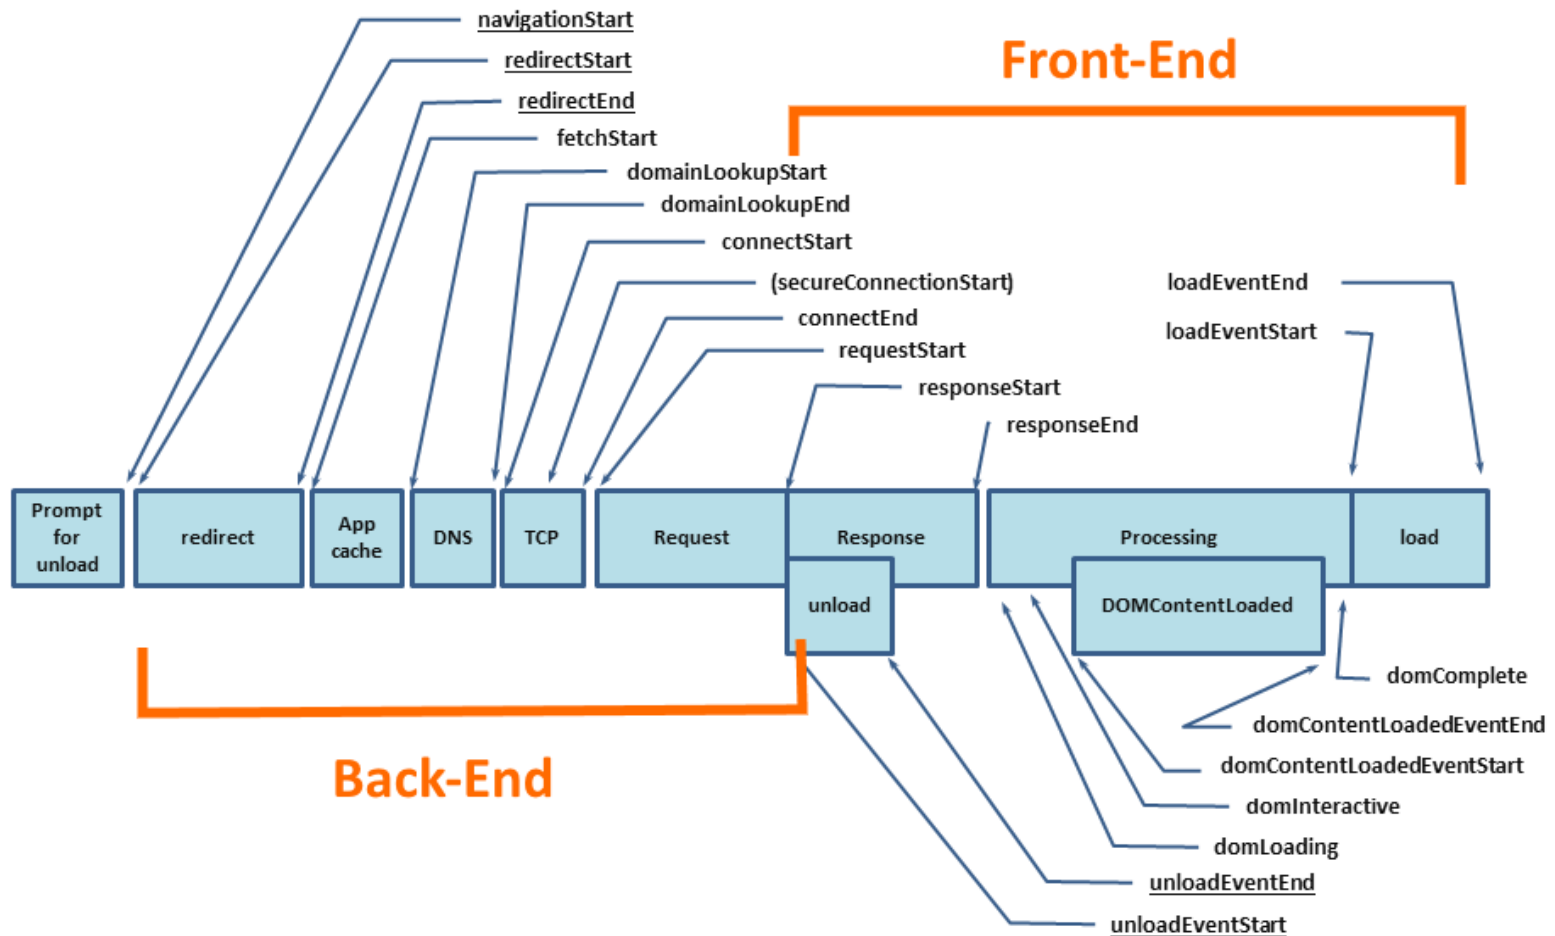 navigationStart
redirectStart
redirectEnd
fetchStart
domainLookupStart
domainLookupEnd
connectStart
(secureConnectionStart)
connectEnd
requestStart
responseStart
responseEnd
Front-End
loadEventEnd
loadEventStart
Prompt
for
unload
redirect
App
cache
DNS
TCP
Request
Response
unload
Processing
DOMContentLoaded
load
Back-End
domComplete
domContentLoadedEventEnd
domContentLoadedEventStart
domInteractive
domLoading
unloadEventEnd
unloadEventStart